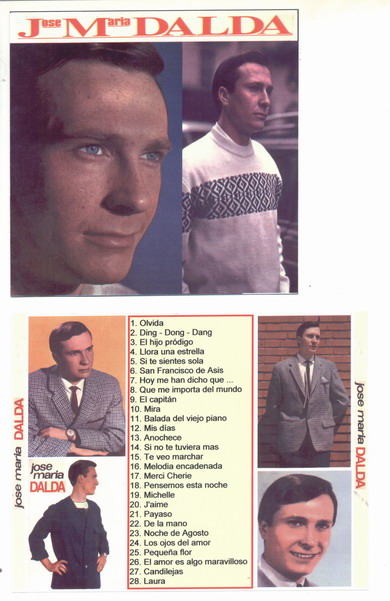 Jose Maria DALDA
1. Olvida
2. Ding - Dong - Dang
3. El hijo pródigo
4. Llora una estrella
5. Si te sientes sola
6. San Francisco de Asis
7. Hoy me han dicho que ...
8. Que me importa del mundo
9. El capitán
10. Mira
11. Balada del viejo piano
12. Mis días
13. Anochece
14. Si no te tuviera mas
15. Te veo marchar
16. Melodia encadenada
17. Merci Cherie
18. Pensemos esta noche
19. Michelle
20. J'aime
21. Payaso
22. De la mano
23. Noche de Agosto
24. Los ojos del amor
25. Pequeña flor
26. El amor es algo maravilloso
27. Candilejas
28. Laura
jose maria DALDA
jose
maria
DALDA
jose maria DALDA